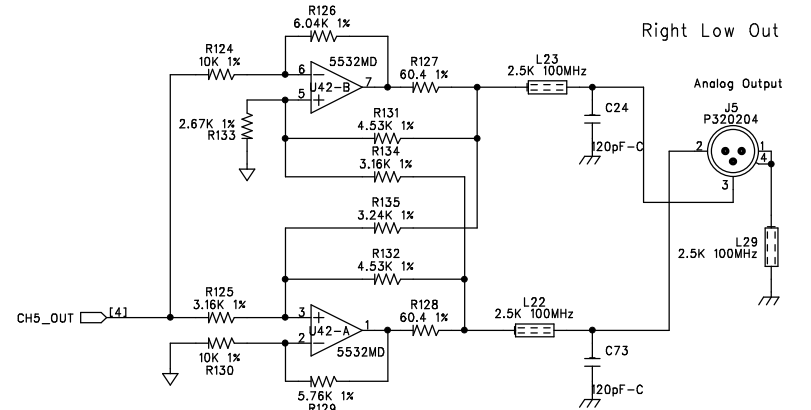 Right Low Out
R126
6.04K 1%
R124
10K 1%
5532MD
6
7
U42-B
5
R127
60.4 1%
L23
2.5K 100MHz
Analog Output
J5
P320204
C24
120pF-C
2.67K 1%
R133
R131
4.53K 1%
R134
3.16K 1%
2
1
4
3
R135
3.24K 1%
L29
2.5K 100MHz
R132
4.53K 1%
CH5_OUT
[4]
R125
3.16K 1%
3
U42-A
1
2
5532MD
R128
60.4 1%
L22
2.5K 100MHz
10K 1%
R130
C73
120pF-C
5.76K 1%
R129